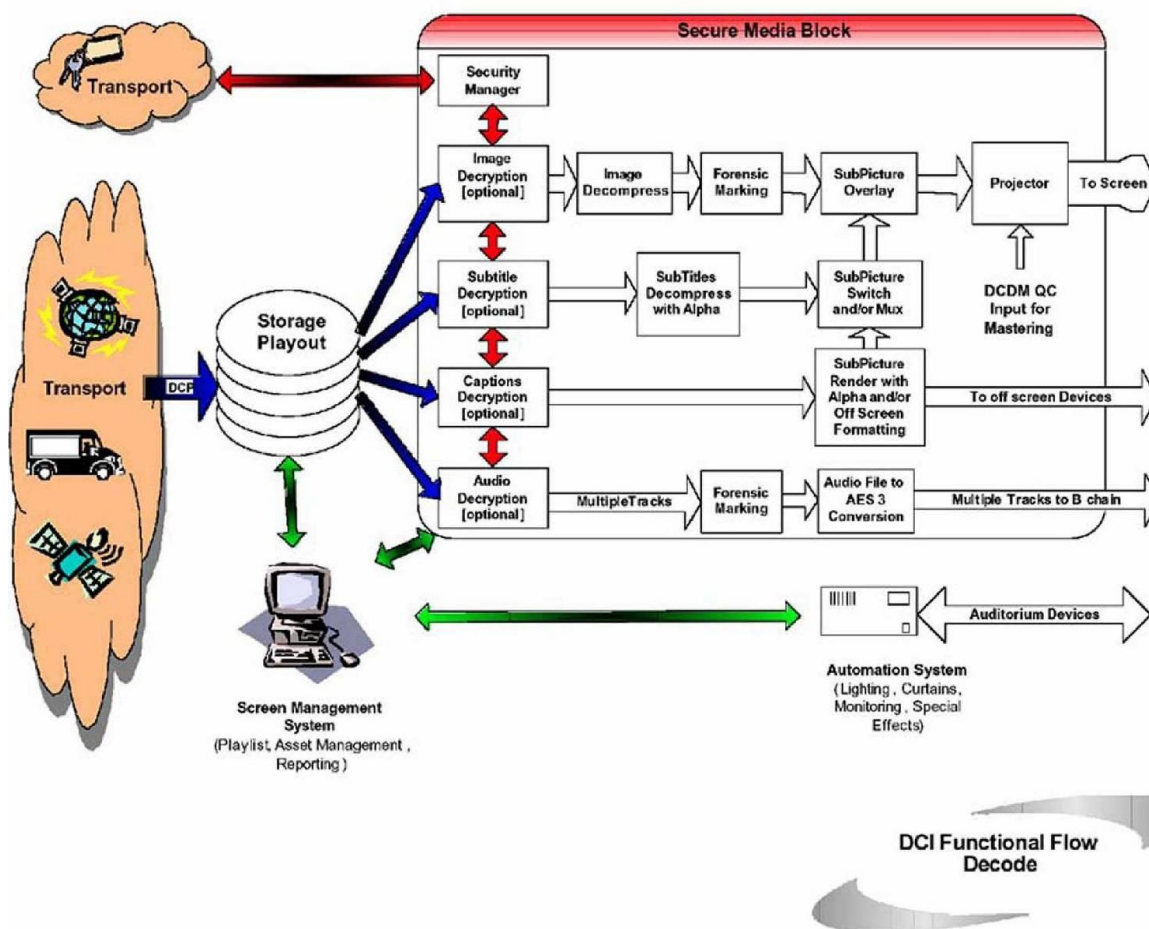 Secure Media Block
Transport
Security
Manager
Image
Decryption
[optional]
Image
Decompress
Forensic
Marking
SubPicture
Overlay
Projector
To Screen
Subtitle
Decryption
[optional]
SubTitles
Decompress
with Alpha
SubPicture
Switch
and/or Mux
DCDM QC
Input for
Mastering
Storage
Playout
Transport
DCP
Captions
Decryption
[optional]
SubPicture
Render with
Alpha and/or
Off Screen
Formatting
To off screen Devices
Audio
Decryption
[optional]
MultipleTracks
Forensic
Marking
Audio File to
AES 3
Conversion
Multiple Tracks to B chain
Auditorium Devices
Screen Management
System
(Playlist, Asset Management ,
Reporting )
Automation System
( Lighting , Curtains,
Monitoring , Special
Effects)
DCI Functional Flow
Decode